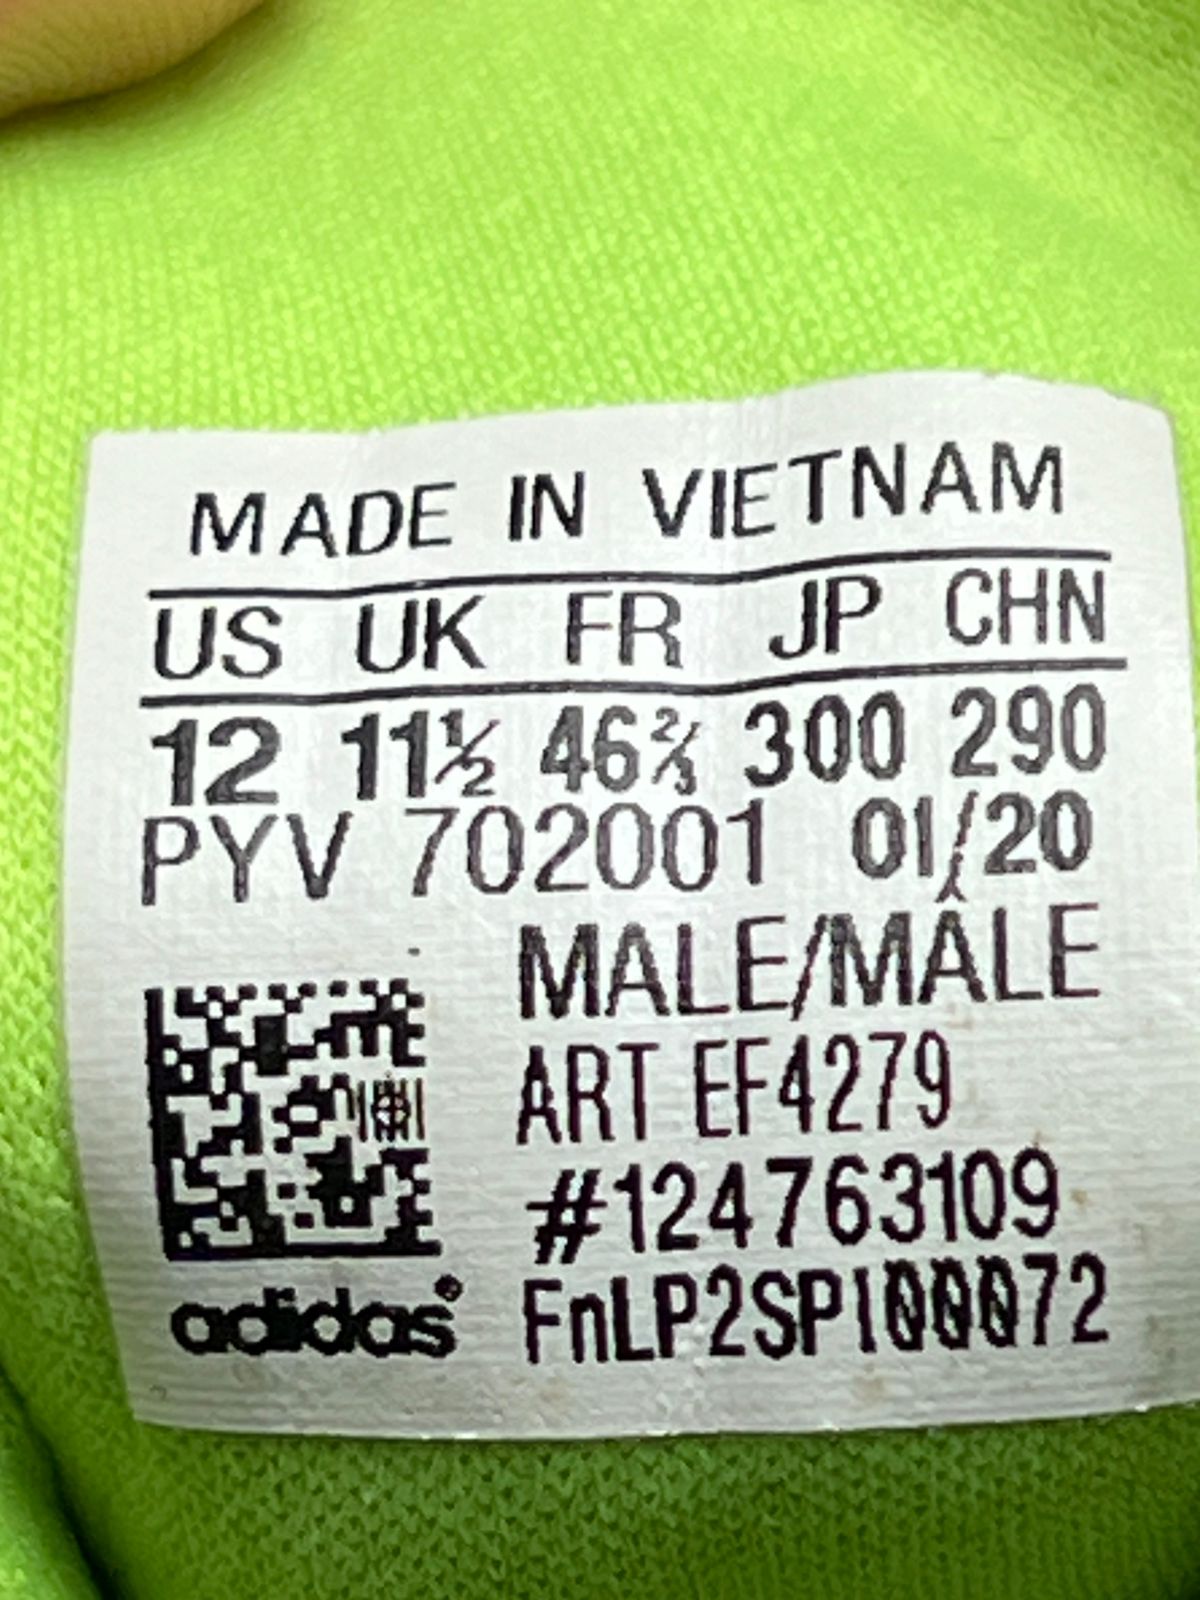 MADE IN VIETNAM
US UK FR JP CHN
12 11½ 46⅔ 300 290
PYV 702001 01/20
MALE/MÂLE
ART EF4279
#124763109
adidas® FnLP2SP100072